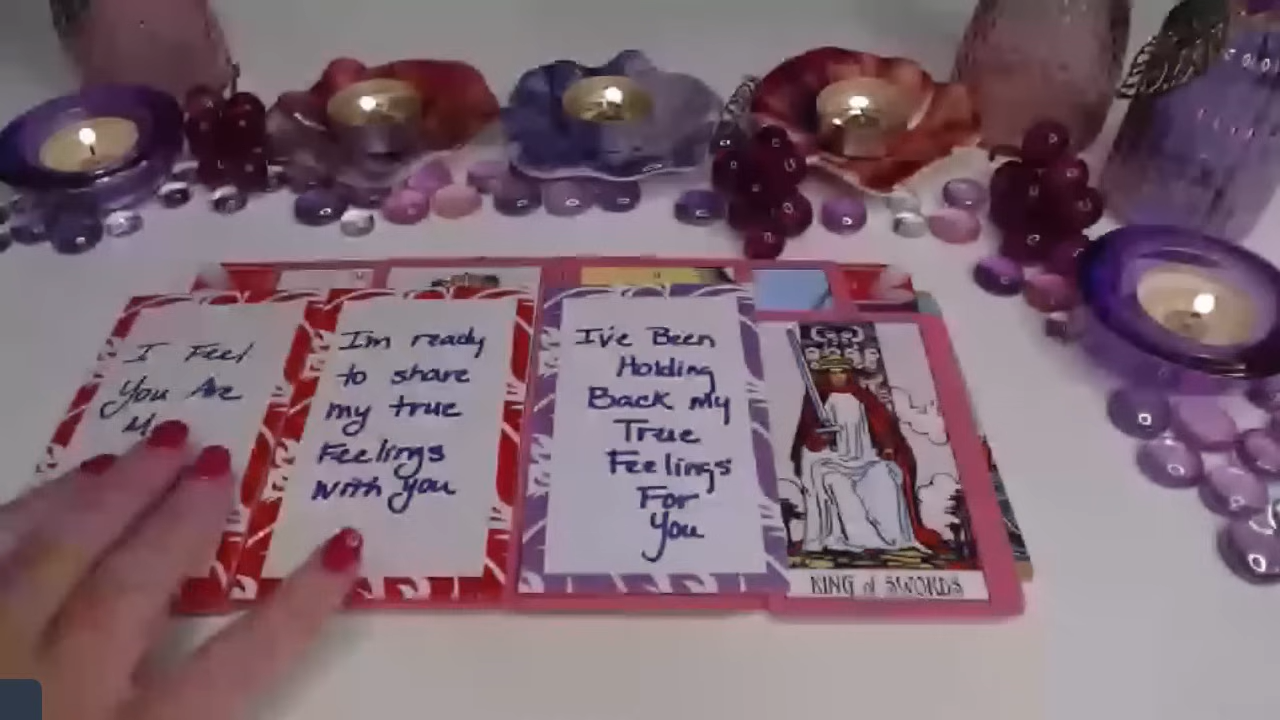 I Feel
You Are
I'm ready
to share
my true
Feelings
with you
I've Been
Holding
Back my
True
Feelings
For
You
KING of SWORDS